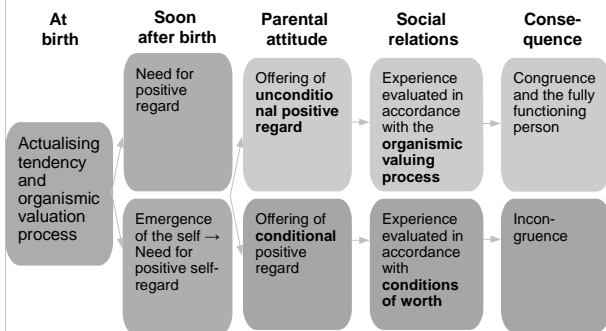 At
birth
Soon
after birth
Parental
attitude
Social
relations
Conse-
quence
Actualising
tendency
and
organismic
valuation
process
Need for
positive
regard
Emergence
of the self →
Need for
positive self-
regard
Offering of
unconditio
nal positive
regard
Offering of
conditional
positive
regard
Experience
evaluated in
accordance
with the
organismic
valuing
process
Experience
evaluated in
accordance
with
conditions
of worth
Congruence
and the fully
functioning
person
Incon-
gruence